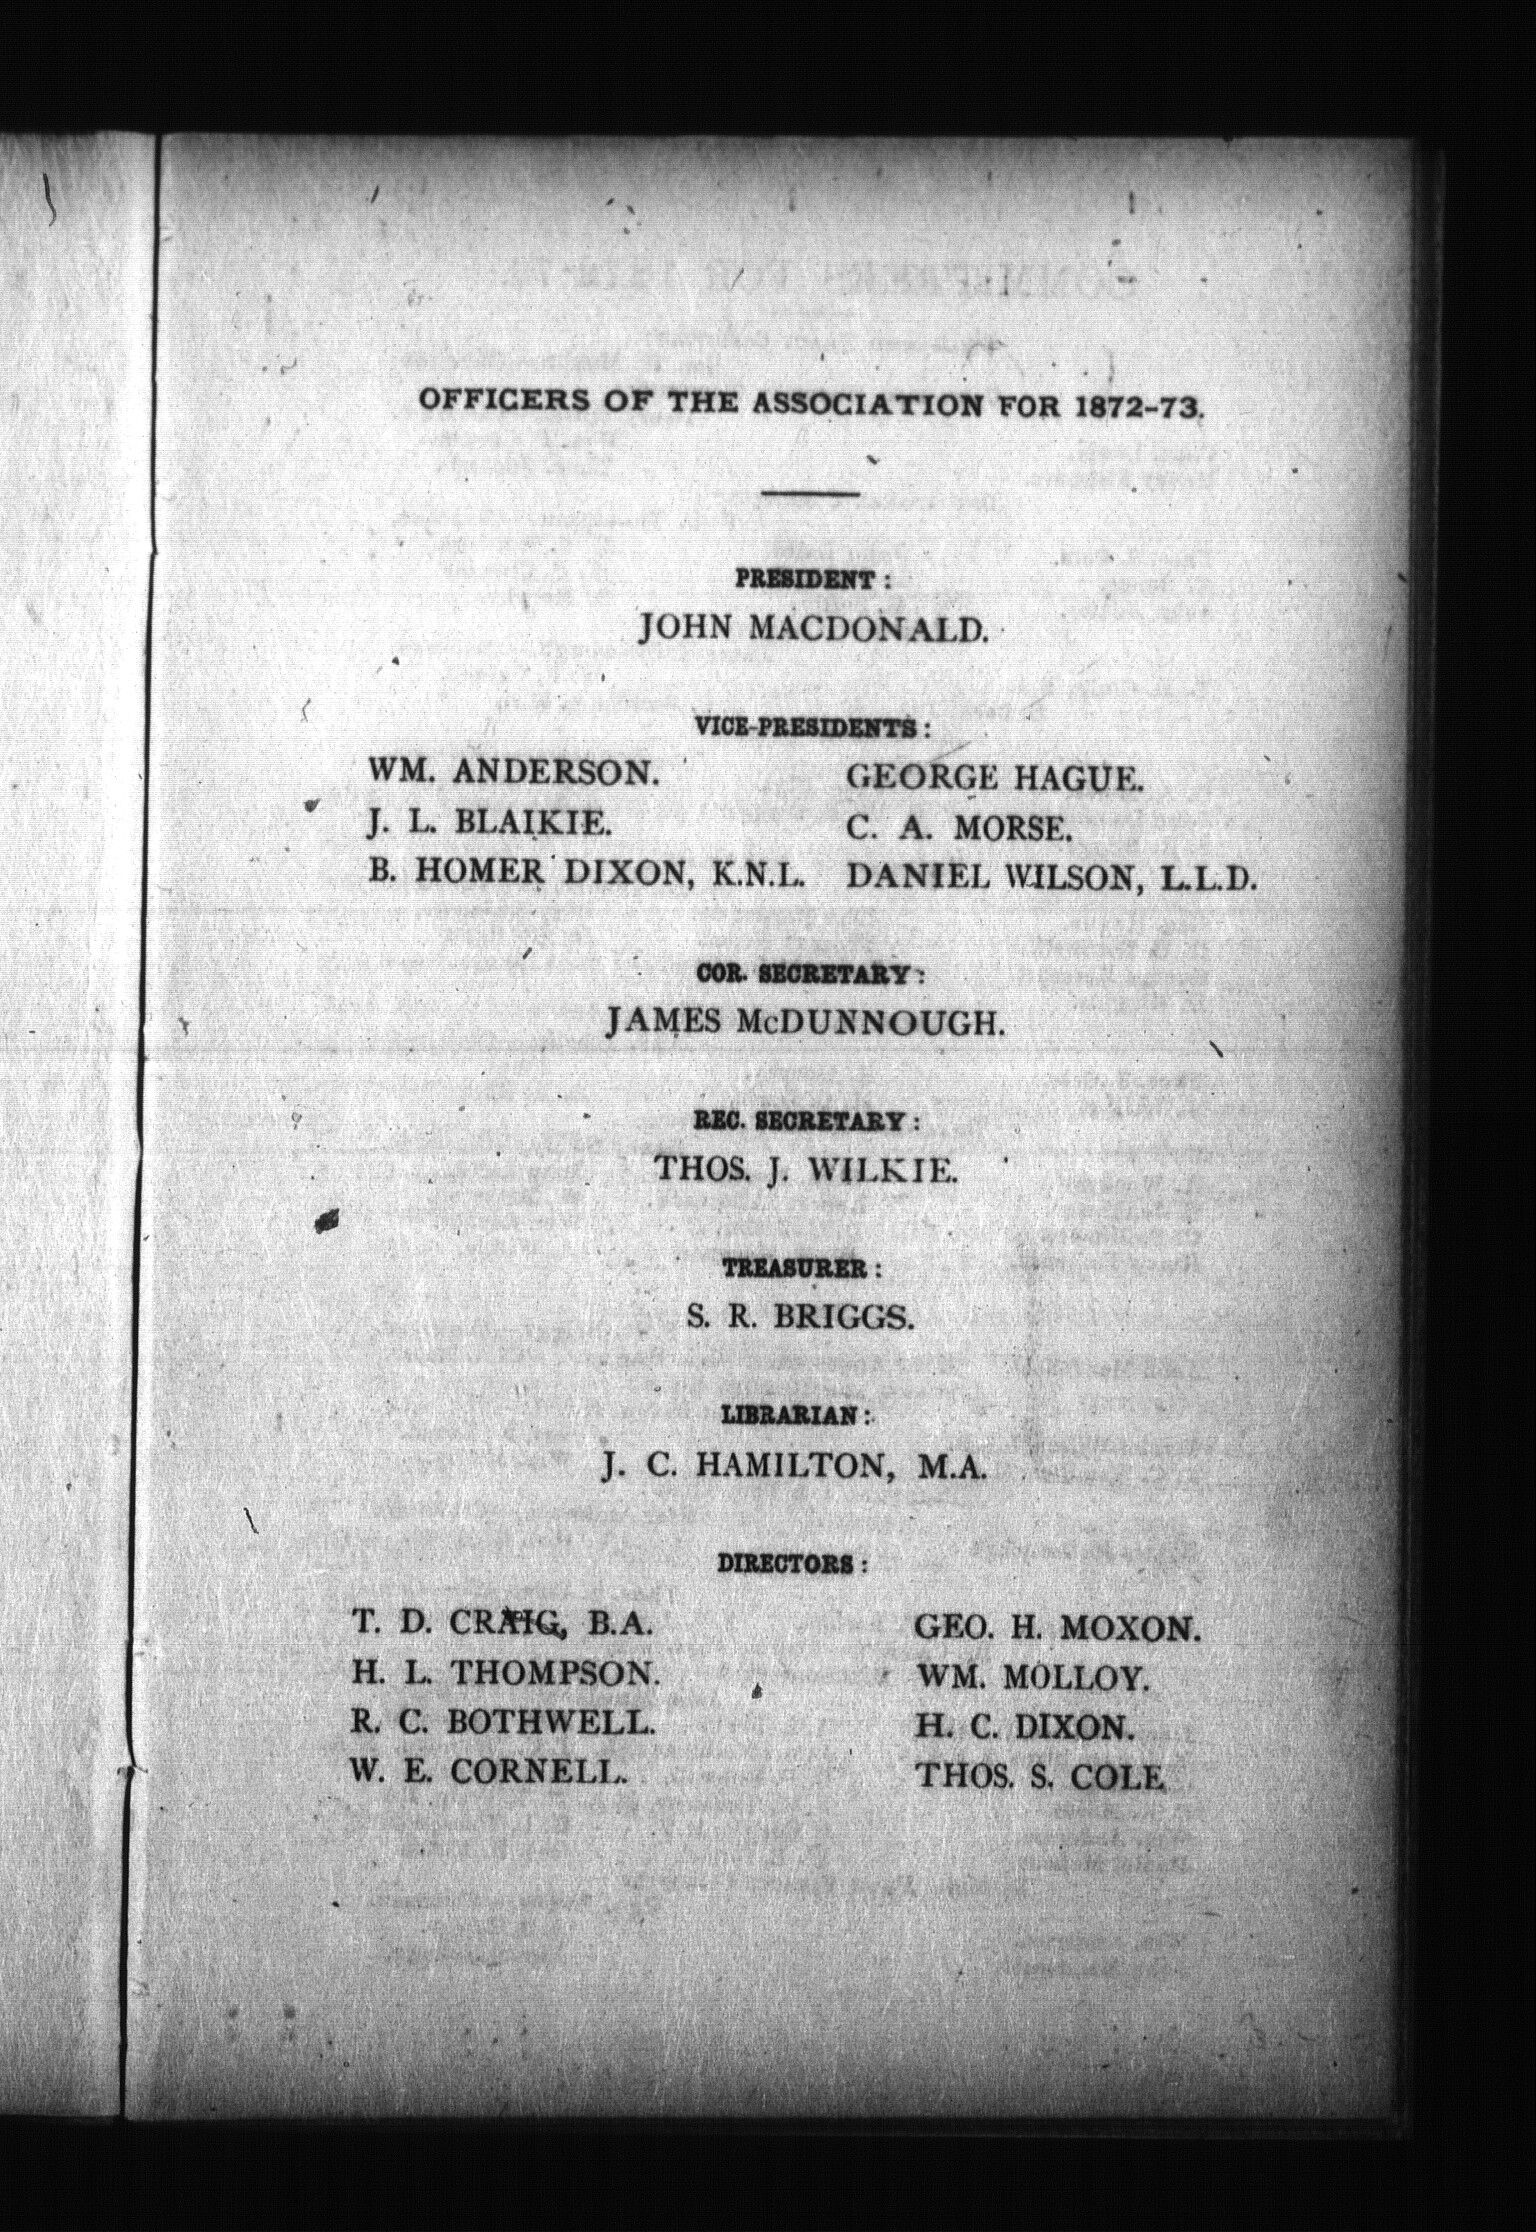 OFFICERS OF THE ASSOCIATION FOR 1872-73.
PRESIDENT :
JOHN MACDONALD.
VICE-PRESIDENTS :
WM. ANDERSON. GEORGE HAGUE.
J. L. BLAIKIE. C. A. MORSE.
B. HOMER DIXON, K.N.L. DANIEL WILSON, L.L.D.
COR. SECRETARY :
JAMES McDUNNOUGH.
REC. SECRETARY :
THOS. J. WILKIE.
TREASURER :
S. R. BRIGGS.
LIBRARIAN :
J. C. HAMILTON, M.A.
DIRECTORS :
T. D. CRAIG, B.A. GEO. H. MOXON.
H. L. THOMPSON. WM. MOLLOY.
R. C. BOTHWELL. H. C. DIXON.
W. E. CORNELL. THOS. S. COLE